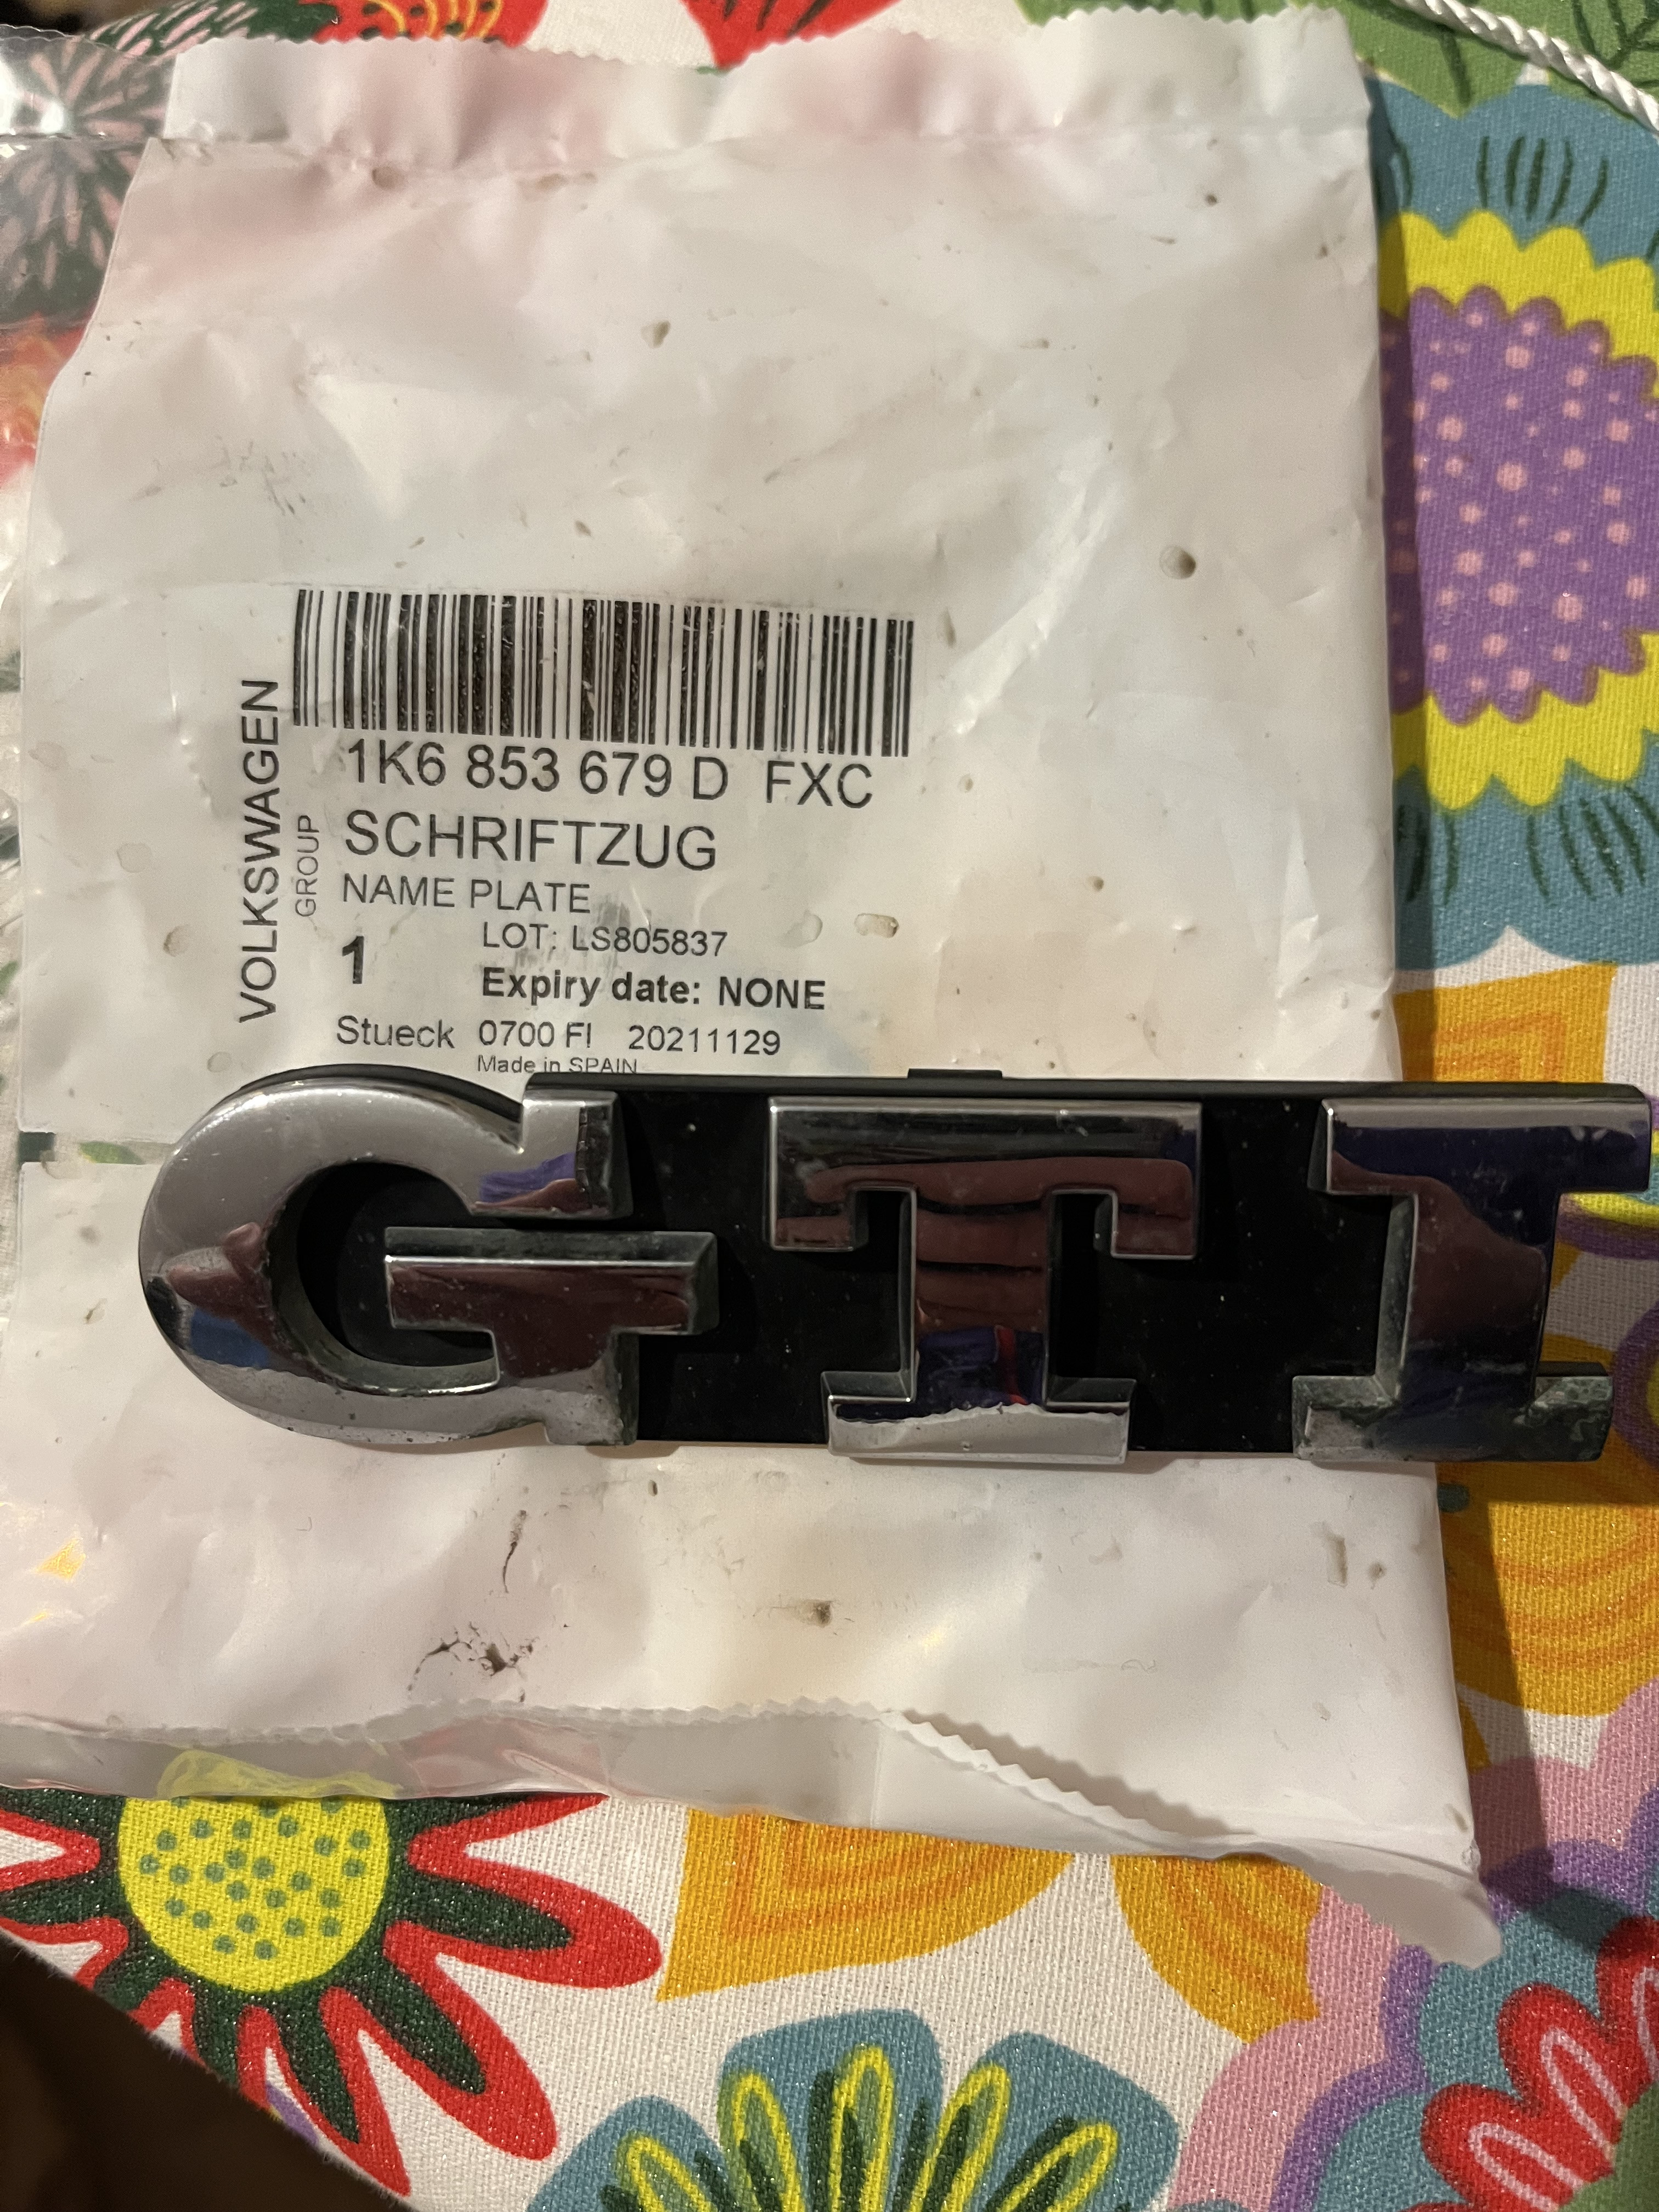 VOLKSWAGEN
GROUP
1K6 853 679 D FXC
SCHRIFTZUG
NAME PLATE
1
LOT: LS805837
Expiry date: NONE
Stueck 0700 FI 20211129
Made in SPAIN
GTI